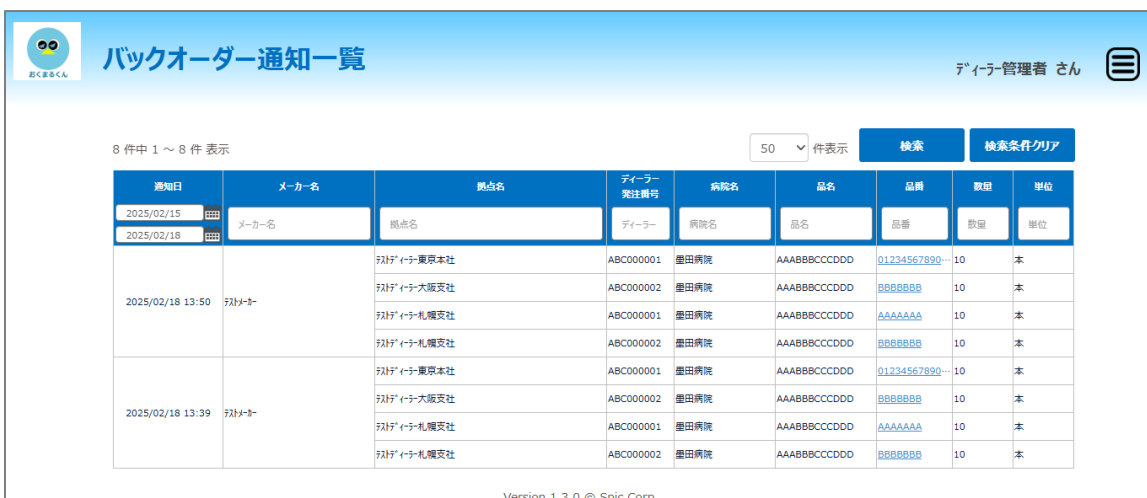 おくまるくん
バックオーダー通知一覧
ﾃﾞｨｰﾗｰ管理者 さん
8 件中 1 ～ 8 件 表示
50 件表示 検索 検索条件クリア
通知日 メーカー名 拠点名 ディーラー発注番号 病院名 品名 品番 数量 単位
2025/02/15
2025/02/18
メーカー名 拠点名 ディーラー 病院名 品名 品番 数量 単位
2025/02/18 13:50 ﾃｽﾄﾒｰｶｰ
ﾃｽﾄﾃﾞｨｰﾗｰ東京本社 ABC000001 墨田病院 AAABBBCCCDDD 01234567890… 10 本
ﾃｽﾄﾃﾞｨｰﾗｰ大阪支社 ABC000002 墨田病院 AAABBBCCCDDD BBBBBBB 10 本
ﾃｽﾄﾃﾞｨｰﾗｰ札幌支社 ABC000001 墨田病院 AAABBBCCCDDD AAAAAAA 10 本
ﾃｽﾄﾃﾞｨｰﾗｰ札幌支社 ABC000002 墨田病院 AAABBBCCCDDD BBBBBBB 10 本
2025/02/18 13:39 ﾃｽﾄﾒｰｶｰ
ﾃｽﾄﾃﾞｨｰﾗｰ東京本社 ABC000001 墨田病院 AAABBBCCCDDD 01234567890… 10 本
ﾃｽﾄﾃﾞｨｰﾗｰ大阪支社 ABC000002 墨田病院 AAABBBCCCDDD BBBBBBB 10 本
ﾃｽﾄﾃﾞｨｰﾗｰ札幌支社 ABC000001 墨田病院 AAABBBCCCDDD AAAAAAA 10 本
ﾃｽﾄﾃﾞｨｰﾗｰ札幌支社 ABC000002 墨田病院 AAABBBCCCDDD BBBBBBB 10 本
Version 1.3.0 © Spic Corp